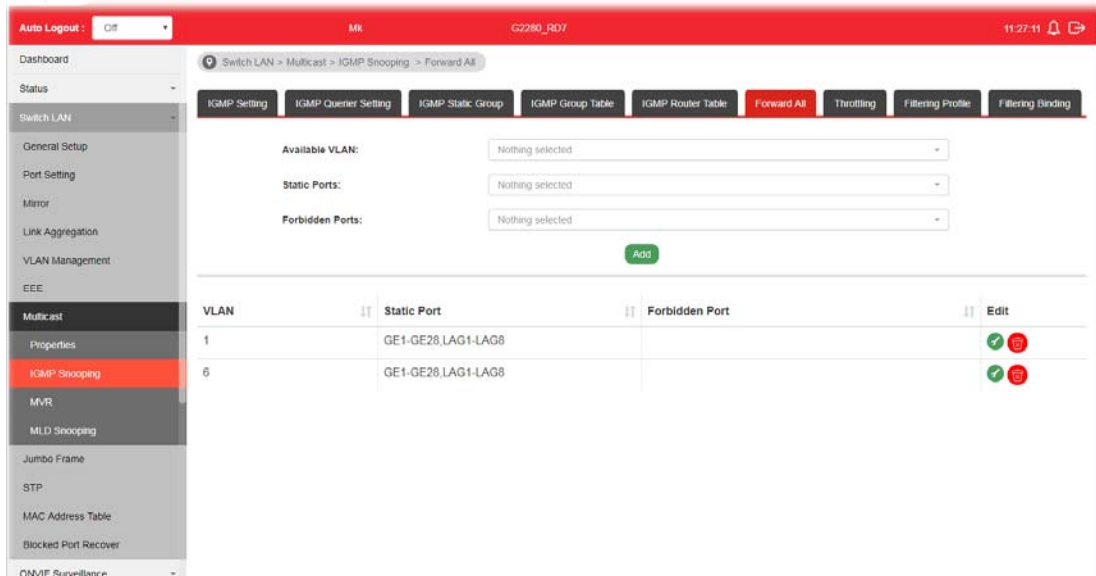 Auto Logout : Off Mk G2280_RD7 11:27:11
Dashboard
Switch LAN > Multicast > IGMP Snooping > Forward All
Status
IGMP Setting IGMP Querier Setting IGMP Static Group IGMP Group Table IGMP Router Table Forward All Throttling Filtering Profile Filtering Binding
Switch LAN
General Setup
Available VLAN: Nothing selected
Port Setting
Static Ports: Nothing selected
Mirror
Forbidden Ports: Nothing selected
Link Aggregation
Add
VLAN Management
EEE
VLAN Static Port Forbidden Port Edit
Multicast
1 GE1-GE28,LAG1-LAG8
Properties
6 GE1-GE28,LAG1-LAG8
IGMP Snooping
MVR
MLD Snooping
Jumbo Frame
STP
MAC Address Table
Blocked Port Recover
ONVIF Surveillance